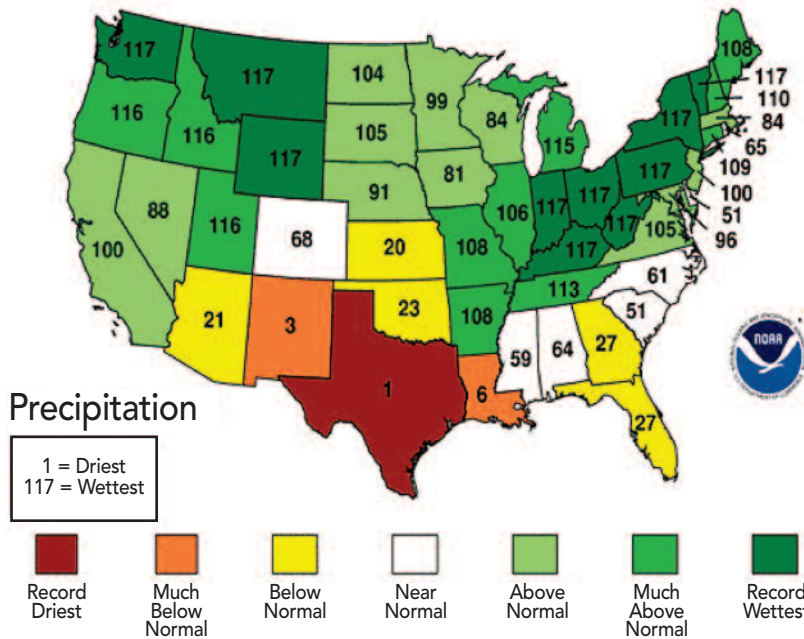 117
117
104
99
108
117
110
84
65
109
100
51
96
116
116
117
105
84
115
117
117
100
88
116
68
91
81
106
117
117
117
117
105
20
108
61
113
51
21
3
23
108
59
64
27
1
6
27
NOAA
Precipitation
1 = Driest
117 = Wettest
Record
Driest
Much
Below
Normal
Below
Normal
Near
Normal
Above
Normal
Much
Above
Normal
Record
Wettest